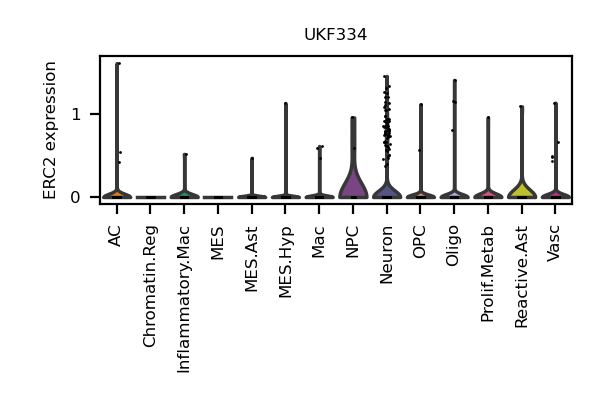 UKF334
ERC2 expression
1
0
AC
Chromatin.Reg
Inflammatory.Mac
MES
MES.Ast
MES.Hyp
Mac
NPC
Neuron
OPC
Oligo
Prolif.Metab
Reactive.Ast
Vasc